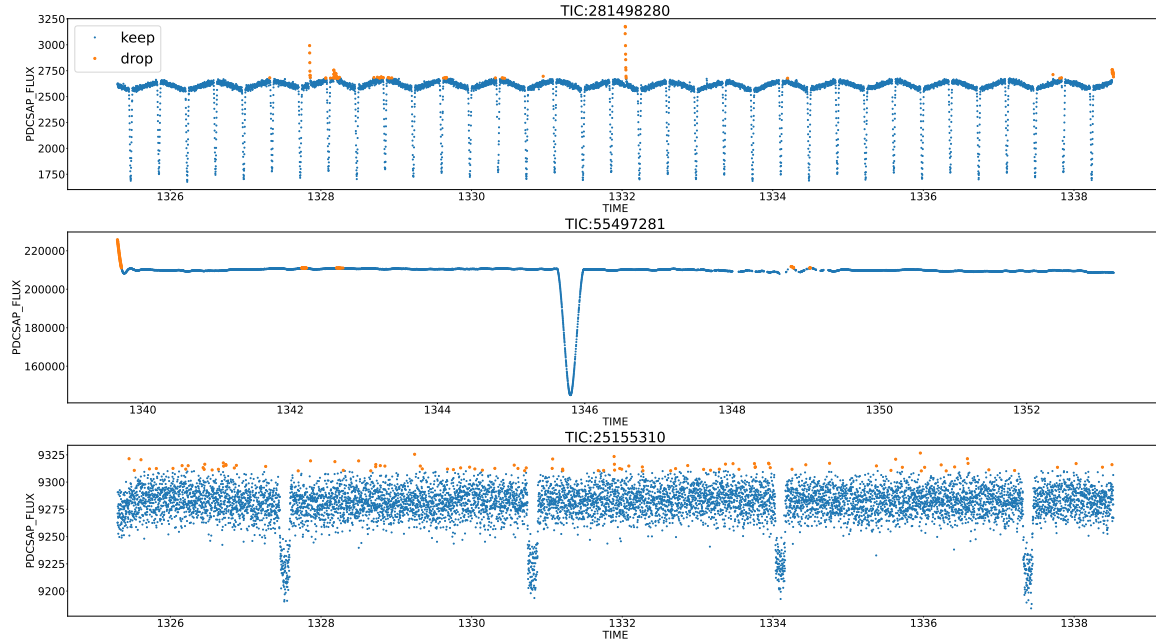 TIC:281498280
3250
3000
2750
2500
2250
2000
1750
PDCSAP_FLUX
keep
drop
1326 1328 1330 1332 1334 1336 1338
TIME
TIC:55497281
220000
200000
180000
160000
PDCSAP_FLUX
1340 1342 1344 1346 1348 1350 1352
TIME
TIC:25155310
9325
9300
9275
9250
9225
9200
PDCSAP_FLUX
1326 1328 1330 1332 1334 1336 1338
TIME